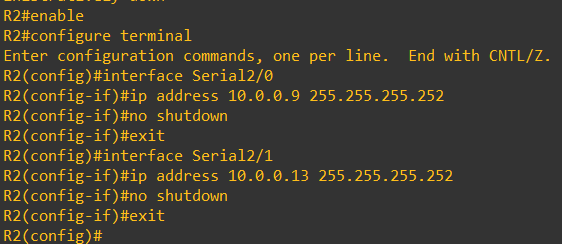 R2#enable
R2#configure terminal
Enter configuration commands, one per line.  End with CNTL/Z.
R2(config)#interface Serial2/0
R2(config-if)#ip address 10.0.0.9 255.255.255.252
R2(config-if)#no shutdown
R2(config-if)#exit
R2(config)#interface Serial2/1
R2(config-if)#ip address 10.0.0.13 255.255.255.252
R2(config-if)#no shutdown
R2(config-if)#exit
R2(config)#